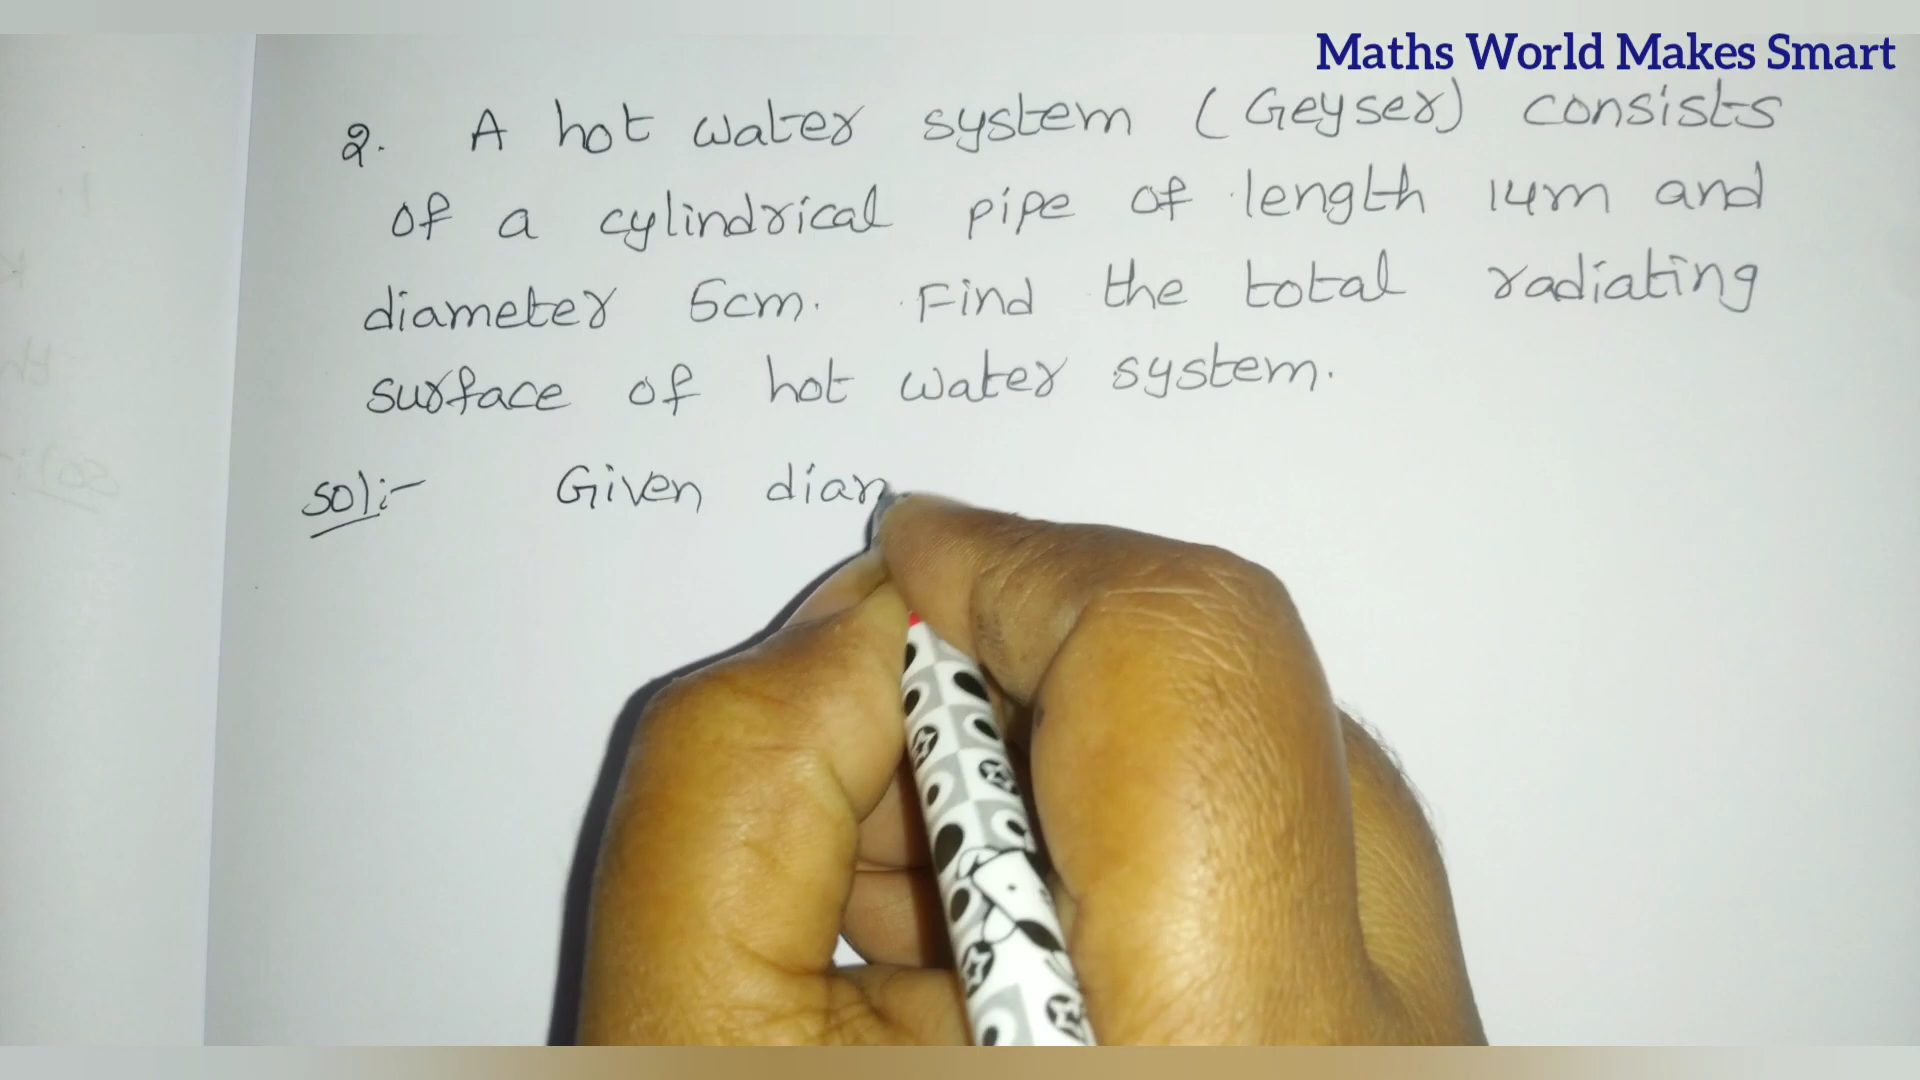 Maths World Makes Smart
2. A hot water system (Geyser) consists
of a cylindrical pipe of length 14m and
diameter 5cm. Find the total radiating
surface of hot water system.
Sol:- Given diam